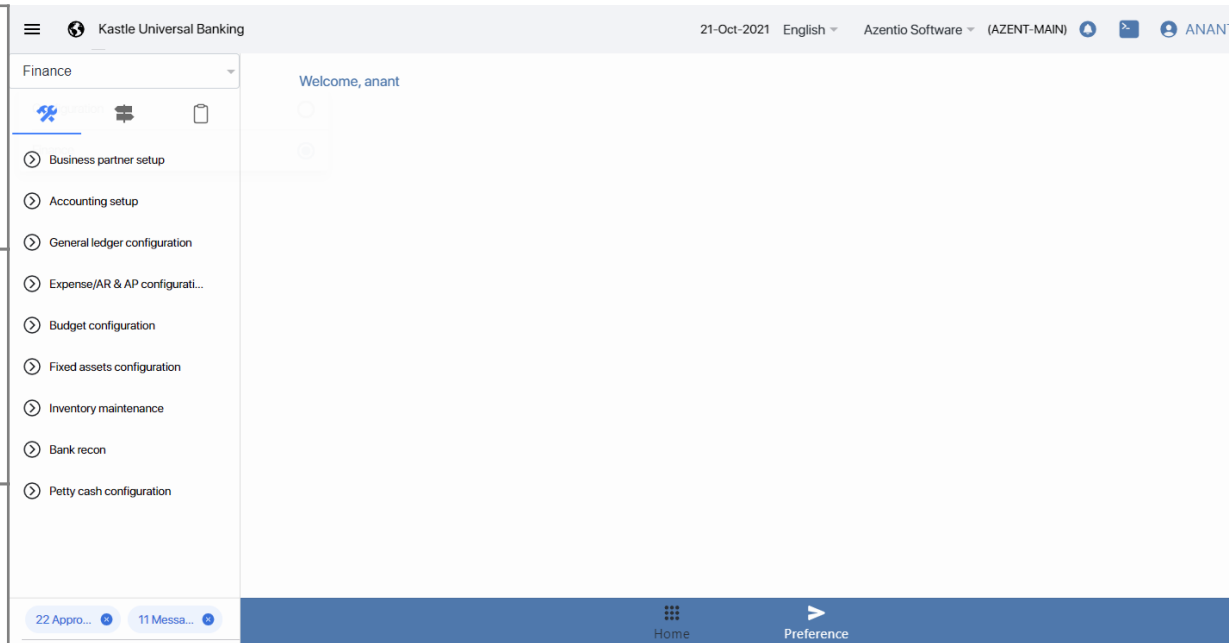 Kastle Universal Banking
21-Oct-2021 English Azentio Software (AZENT-MAIN) ANANT
Finance
Welcome, anant
Business partner setup
Accounting setup
General ledger configuration
Expense/AR & AP configurati...
Budget configuration
Fixed assets configuration
Inventory maintenance
Bank recon
Petty cash configuration
22 Appro... 11 Messa...
Home Preference